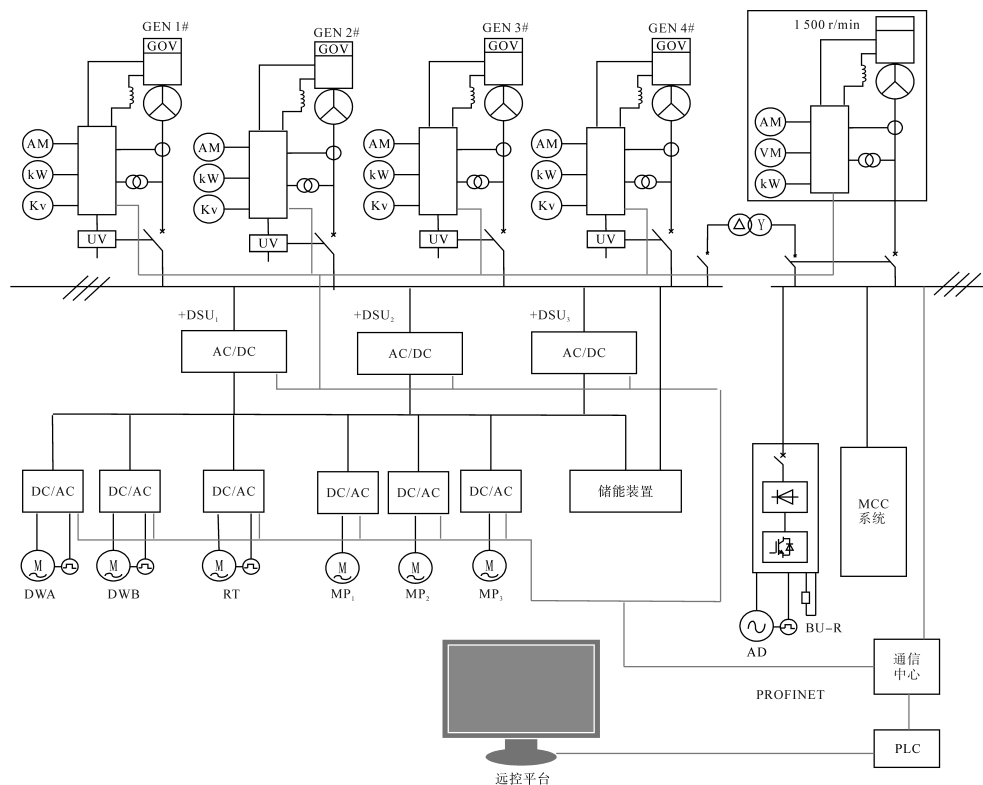 GEN 1#
GEN 2#
GEN 3#
GEN 4#
1 500 r/min
GOV
GOV
GOV
GOV
AM
kW
Kv
UV
AM
kW
Kv
UV
AM
kW
Kv
UV
AM
kW
Kv
UV
AM
VM
kW
Δ
Y
+DSU₁
+DSU₂
+DSU₃
AC/DC
AC/DC
AC/DC
DC/AC
DC/AC
DC/AC
DC/AC
DC/AC
DC/AC
储能装置
MCC
系统
M
M
M
M
M
M
DWA
DWB
RT
MP₁
MP₂
MP₃
AD
BU-R
通信
中心
PROFINET
PLC
远控平台